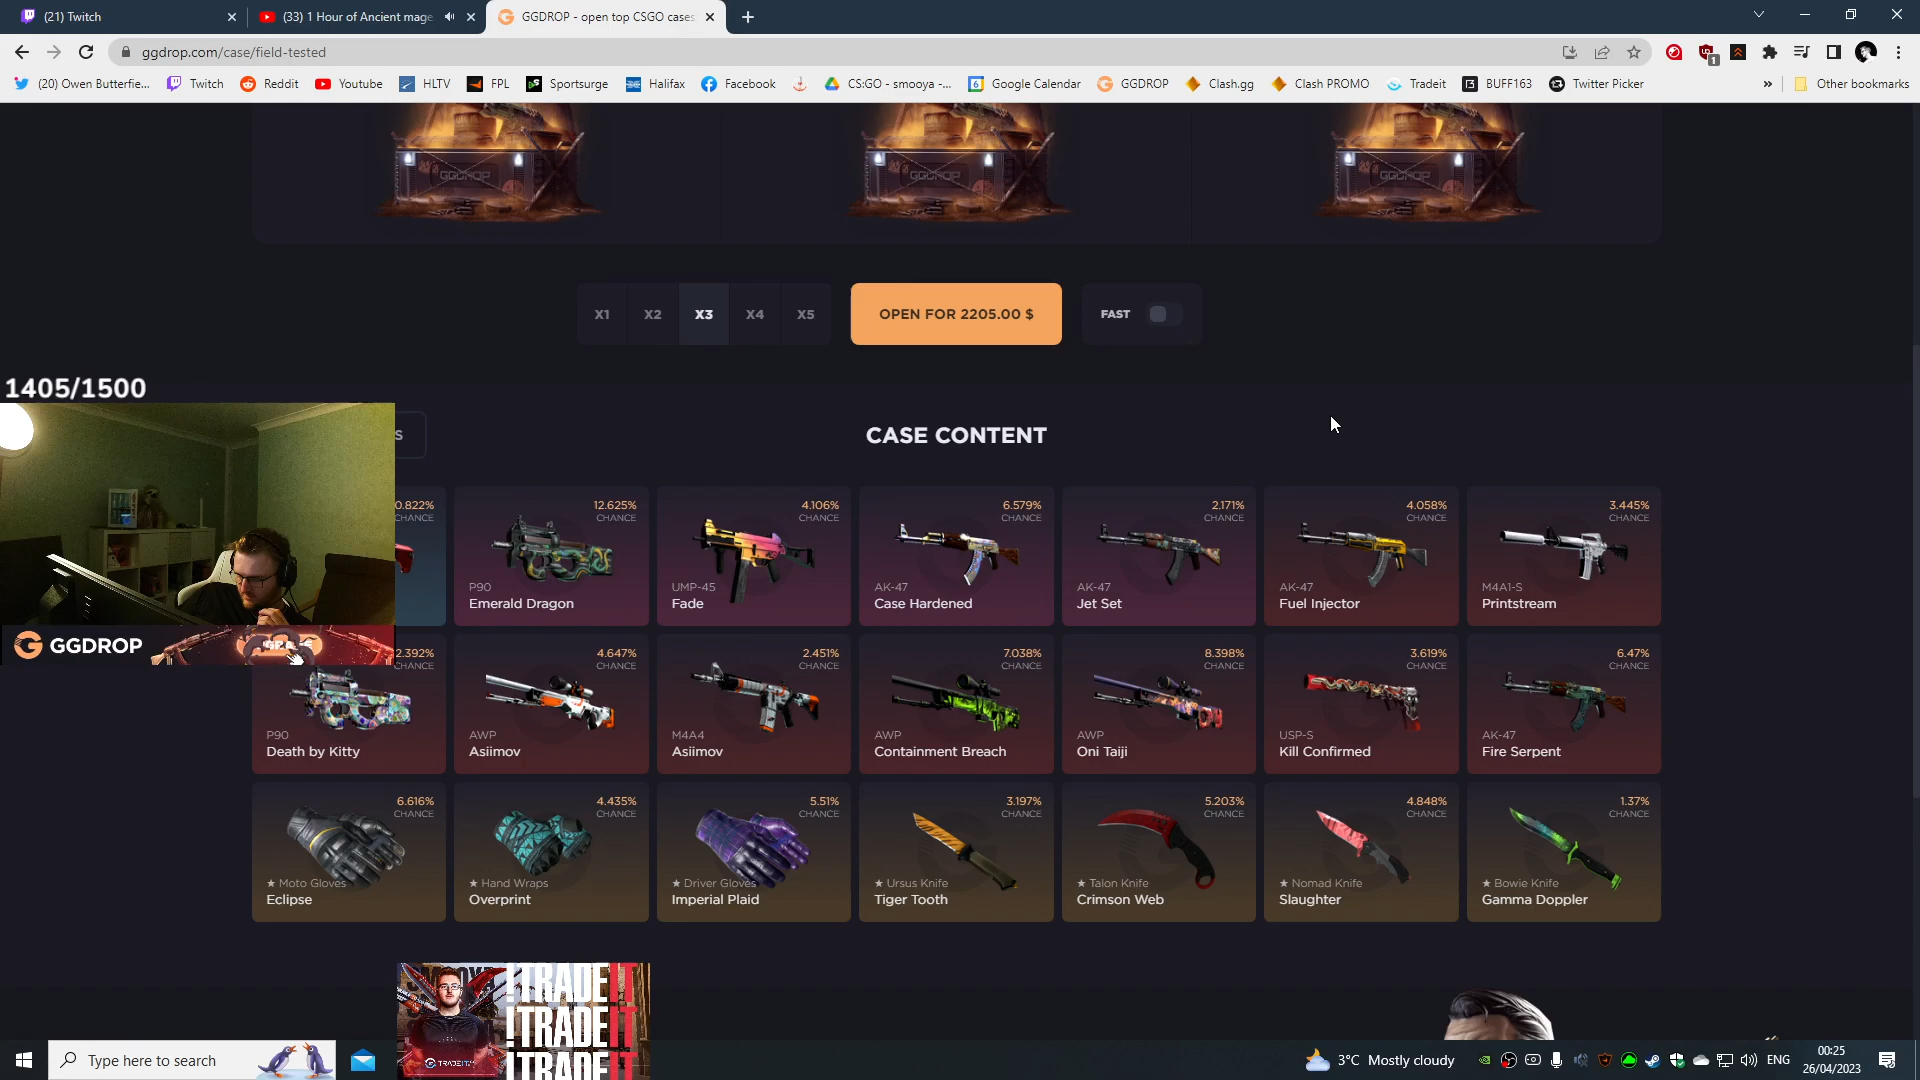 (21) Twitch
(33) 1 Hour of Ancient mage
GGDROP - open top CSGO cases
ggdrop.com/case/field-tested
1
(20) Owen Butterfie...
Twitch
Reddit
Youtube
HLTV
FPL
Sportsurge
Halifax
Facebook
CS:GO - smooya -...
Google Calendar
GGDROP
Clash.gg
Clash PROMO
Tradeit
BUFF163
Twitter Picker
»
Other bookmarks
GGDROP
GGDROP
GGDROP
X1
X2
X3
X4
X5
OPEN FOR 2205.00 $
FAST
1405/1500
S
CASE CONTENT
0.822%
CHANCE
12.625%
CHANCE
P90
Emerald Dragon
4.106%
CHANCE
UMP-45
Fade
6.579%
CHANCE
AK-47
Case Hardened
2.171%
CHANCE
AK-47
Jet Set
4.058%
CHANCE
AK-47
Fuel Injector
3.445%
CHANCE
M4A1-S
Printstream
GGDROP
2.392%
CHANCE
P90
Death by Kitty
4.647%
CHANCE
AWP
Asiimov
2.451%
CHANCE
M4A4
Asiimov
7.038%
CHANCE
AWP
Containment Breach
8.398%
CHANCE
AWP
Oni Taiji
3.619%
CHANCE
USP-S
Kill Confirmed
6.47%
CHANCE
AK-47
Fire Serpent
6.616%
CHANCE
★ Moto Gloves
Eclipse
4.435%
CHANCE
★ Hand Wraps
Overprint
5.51%
CHANCE
★ Driver Gloves
Imperial Plaid
3.197%
CHANCE
★ Ursus Knife
Tiger Tooth
5.203%
CHANCE
★ Talon Knife
Crimson Web
4.848%
CHANCE
★ Nomad Knife
Slaughter
1.37%
CHANCE
★ Bowie Knife
Gamma Doppler
!TRADEIT
!TRADEIT
!TRADEIT
TRADEIT
Type here to search
3°C Mostly cloudy
ENG
00:25
26/04/2023